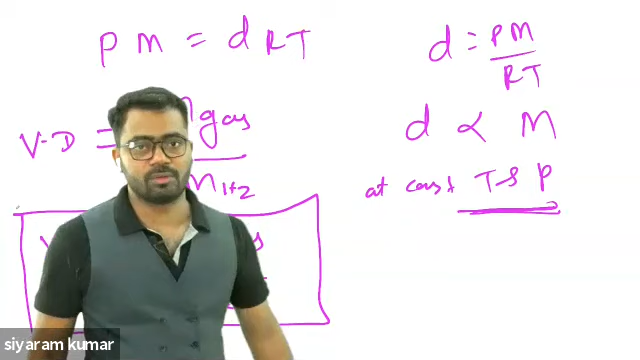 PM = dRT
d = PM
RT
V.D = gas
M H2
d ∝ M
at const T & P
siyaram kumar